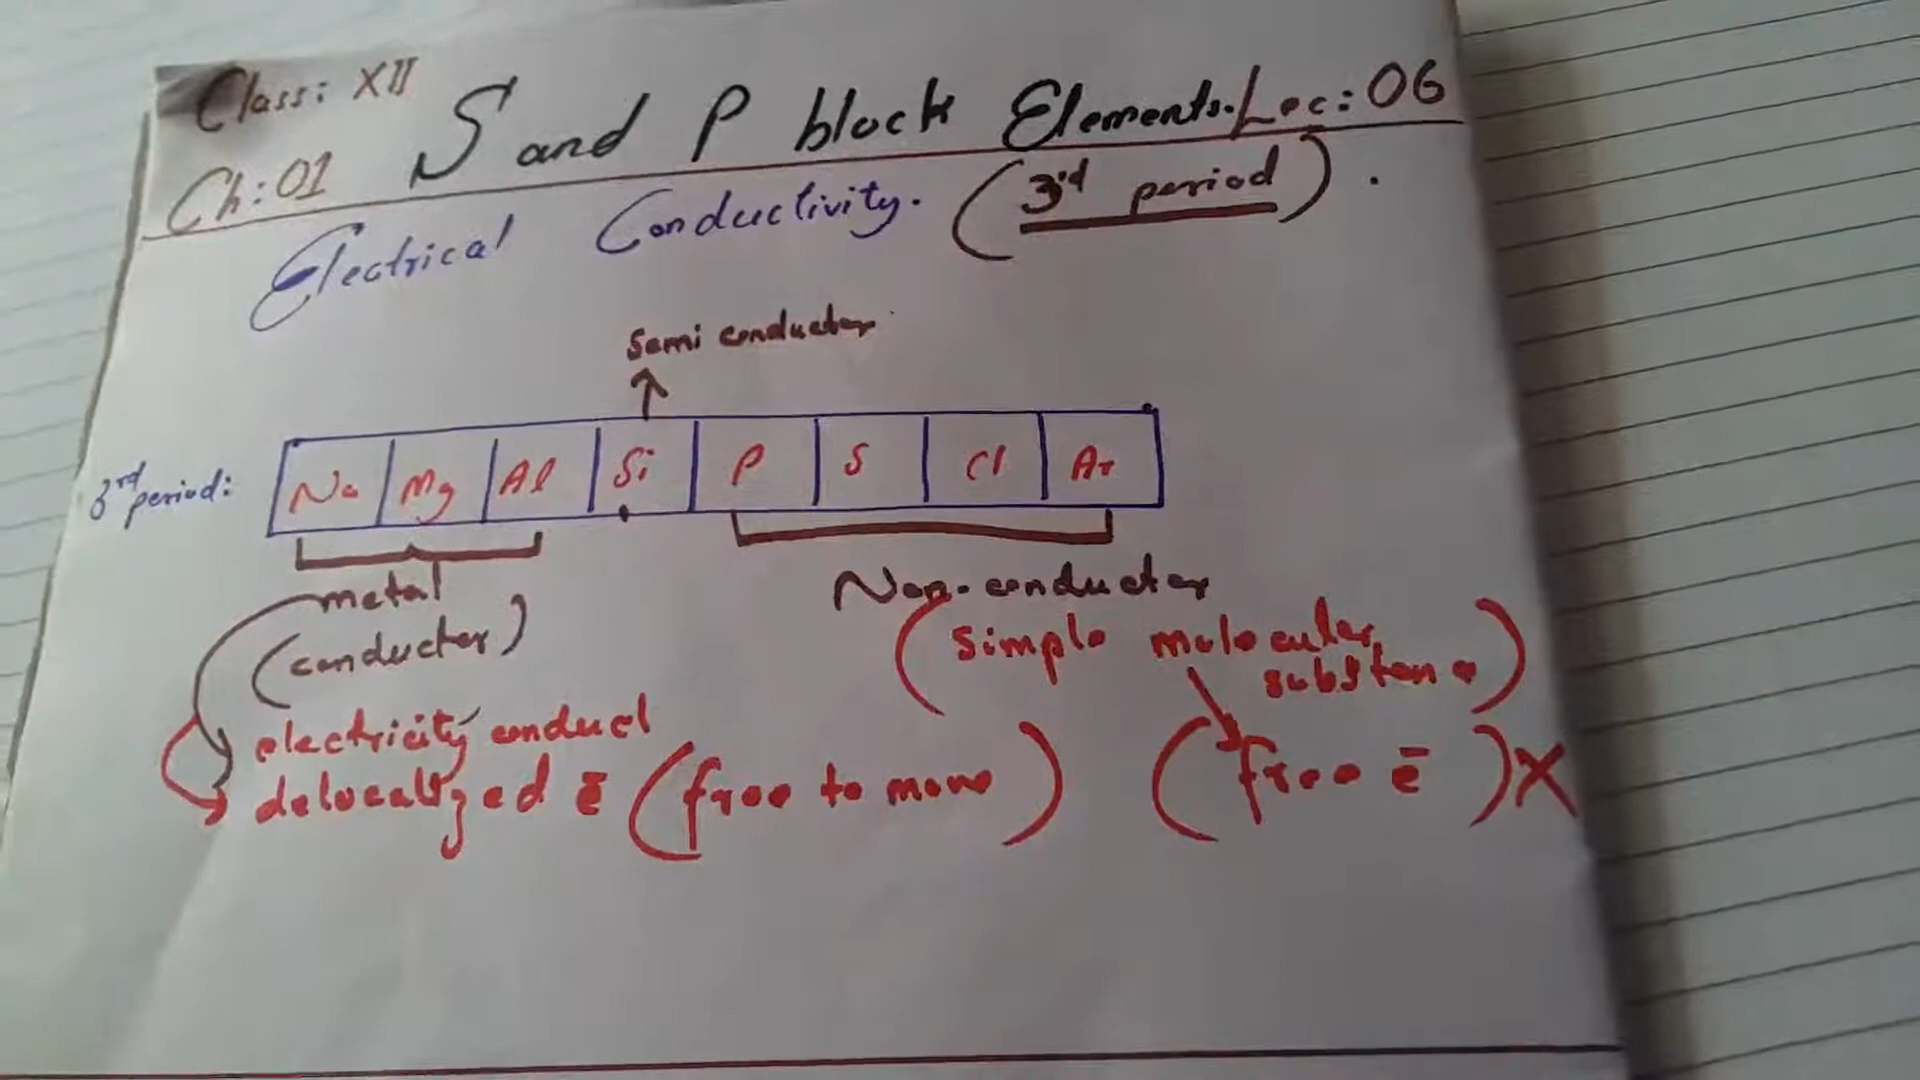 Class: XII
Ch: 01 S and P block Elements. Lec: 06
Electrical Conductivity. (3rd period).
Semi conductor
3rd period: Na Mg Al Si P S Cl Ar
metal Non-conductor
(conductor) (simple molecular substance)
electricity conduct
delocalized e̅ (free to move) (free e̅) X